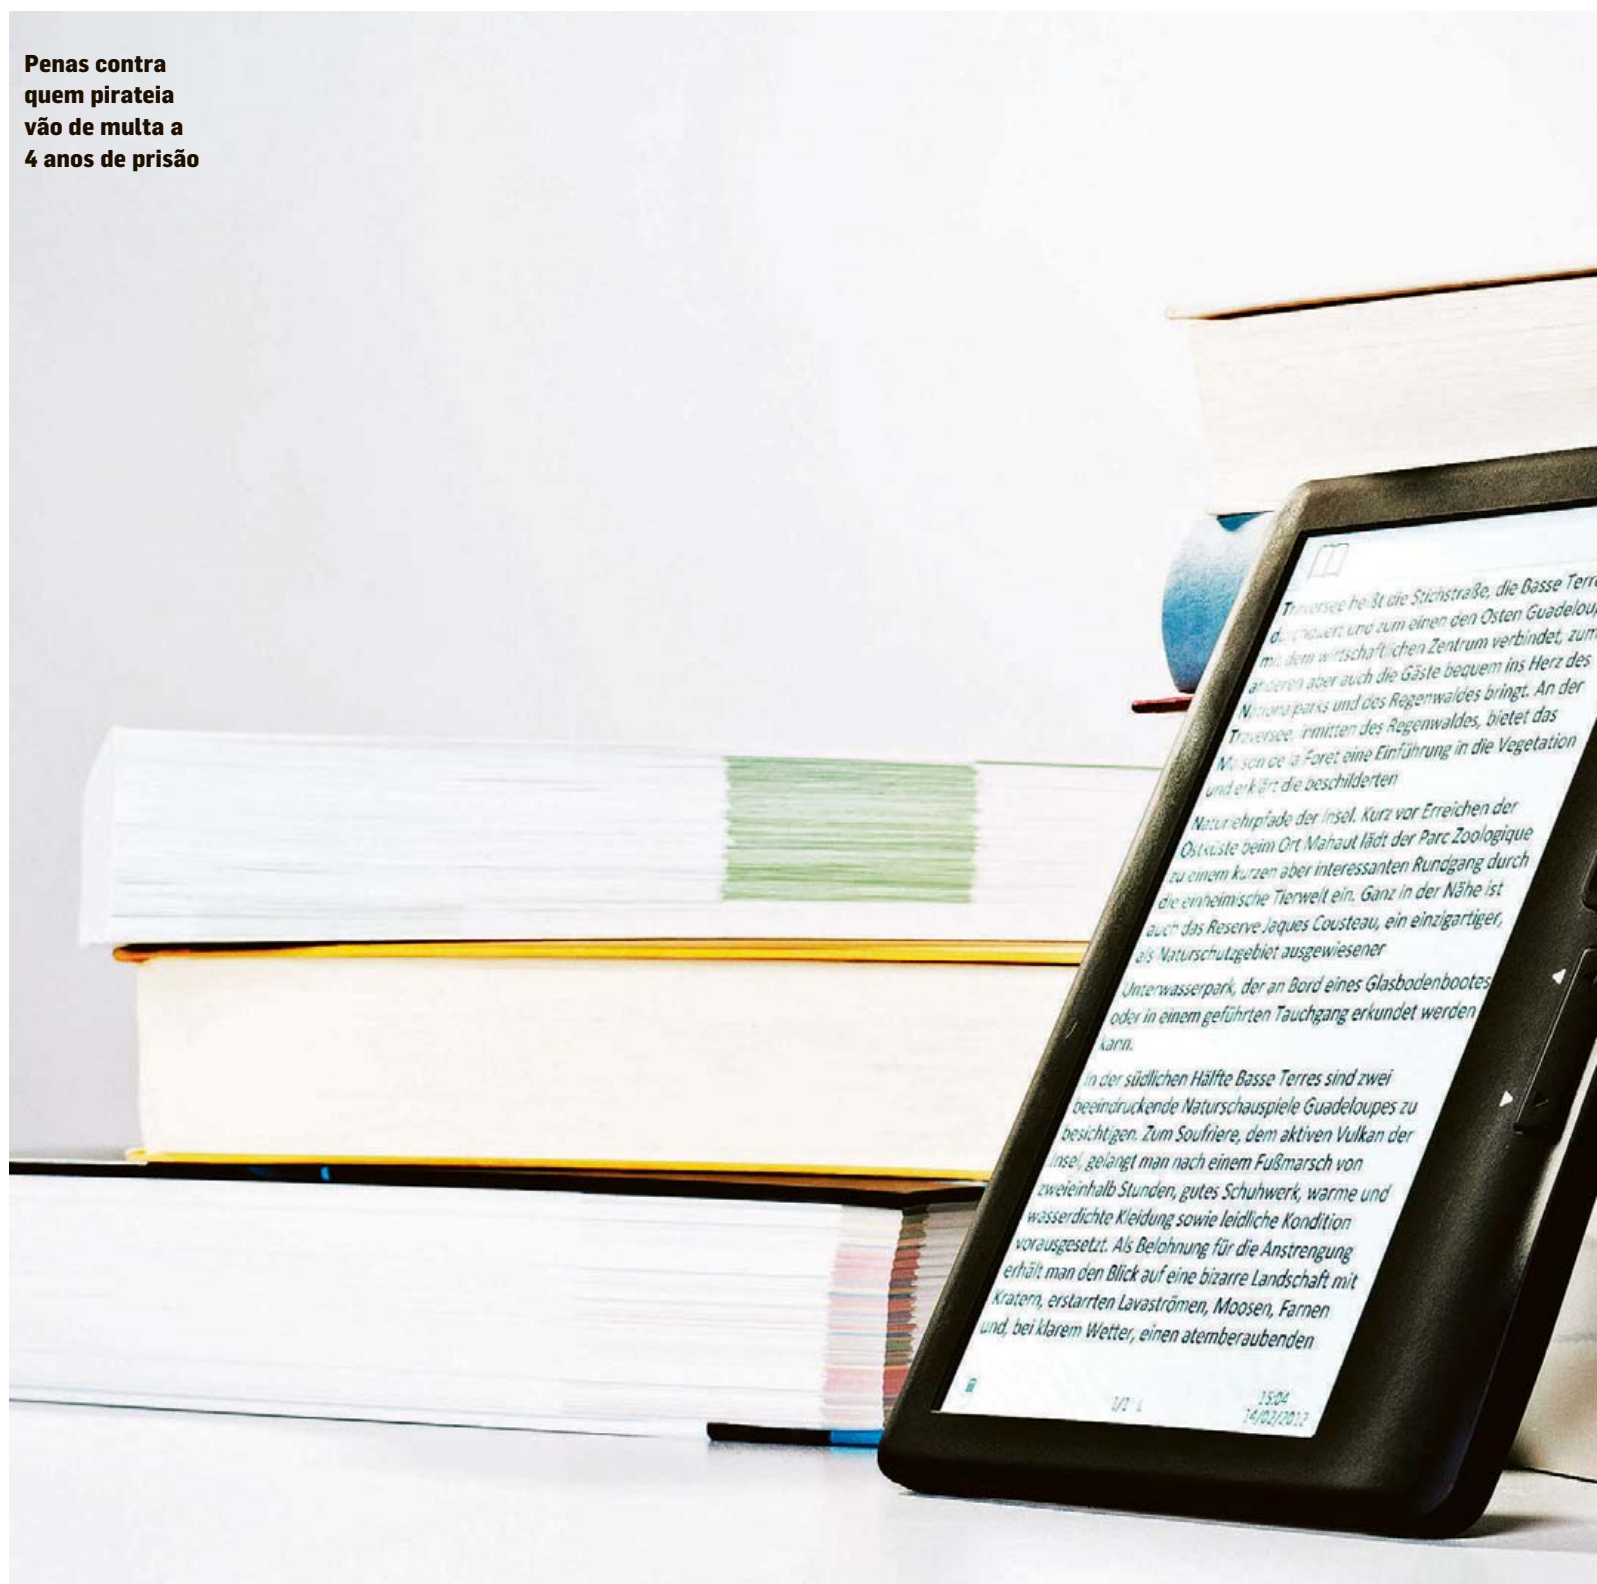 Penas contra
quem pirateia
vão de multa a
4 anos de prisão
Traversee heißt die Stichstraße, die Basse
und zum einen den Osten
mit dem wirtschaftlichen Zentrum verbindet, zum
anderen aber auch die Gäste bequem ins Herz des
Nationalparks und des Regenwaldes bringt. An der
Traversee, inmitten des Regenwaldes, bietet das
Maison de la Foret eine Einführung in die Vegetation
und erklärt die beschilderten
Naturlehrpfade der Insel. Kurz vor Erreichen der
Ostküste beim Ort Mahaut lädt der Parc Zoologique
zu einem kurzen aber interessanten Rundgang durch
die einheimische Tierwelt ein. Ganz in der Nähe ist
auch das Reserve Jaques Cousteau, ein einzigartiger,
als Naturschutzgebiet ausgewiesener
Unterwasserpark, der an Bord eines Glasbodenbootes
oder in einem geführten Tauchgang erkundet werden
kann.
In der südlichen Hälfte Basse Terres sind zwei
beeindruckende Naturschauspiele Guadeloupes zu
besichtigen. Zum Soufriere, dem aktiven Vulkan der
Insel, gelangt man nach einem Fußmarsch von
zweieinhalb Stunden, gutes Schuhwerk, warme und
wasserdichte Kleidung sowie leidliche Kondition
vorausgesetzt. Als Belohnung für die Anstrengung
erhält man den Blick auf eine bizarre Landschaft mit
Kratern, erstarrten Lavaströmen, Moosen, Farnen
und, bei klarem Wetter, einen atemberaubenden
15:04
14/02/2012